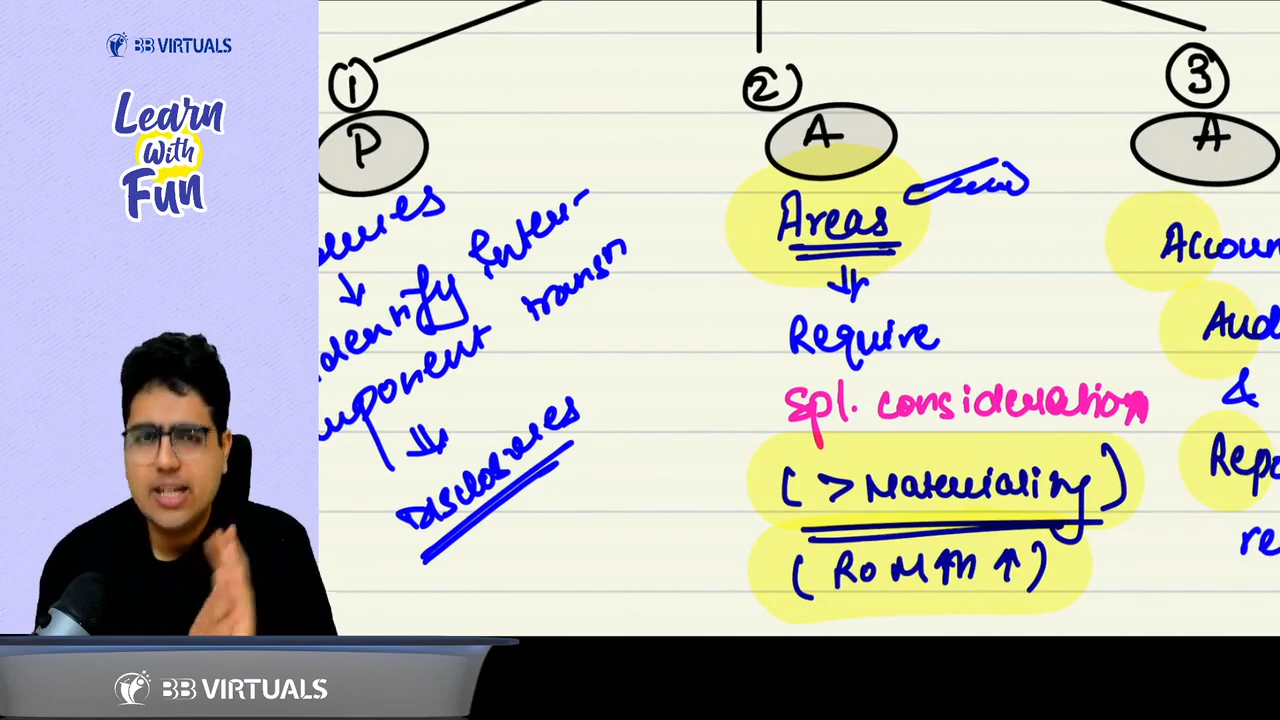 BB VIRTUALS
Learn
With
Fun
1
P
Identify Inter-
component transn
Disclosures
2
A
Areas
Require
Spl. consideration
( > Materiality )
( RoMM ↑ )
3
A
Accoun
Aud
&
Repo
re
BB VIRTUALS